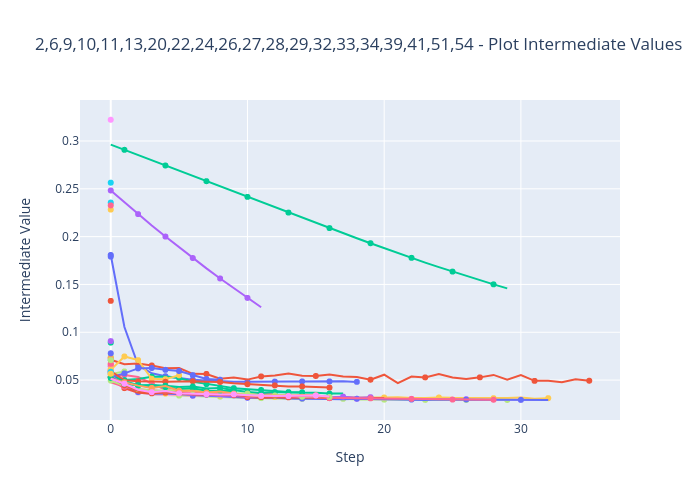 2,6,9,10,11,13,20,22,24,26,27,28,29,32,33,34,39,41,51,54 - Plot Intermediate Values
0.3
0.25
0.2
0.15
0.1
0.05
Intermediate Value
0 10 20 30
Step